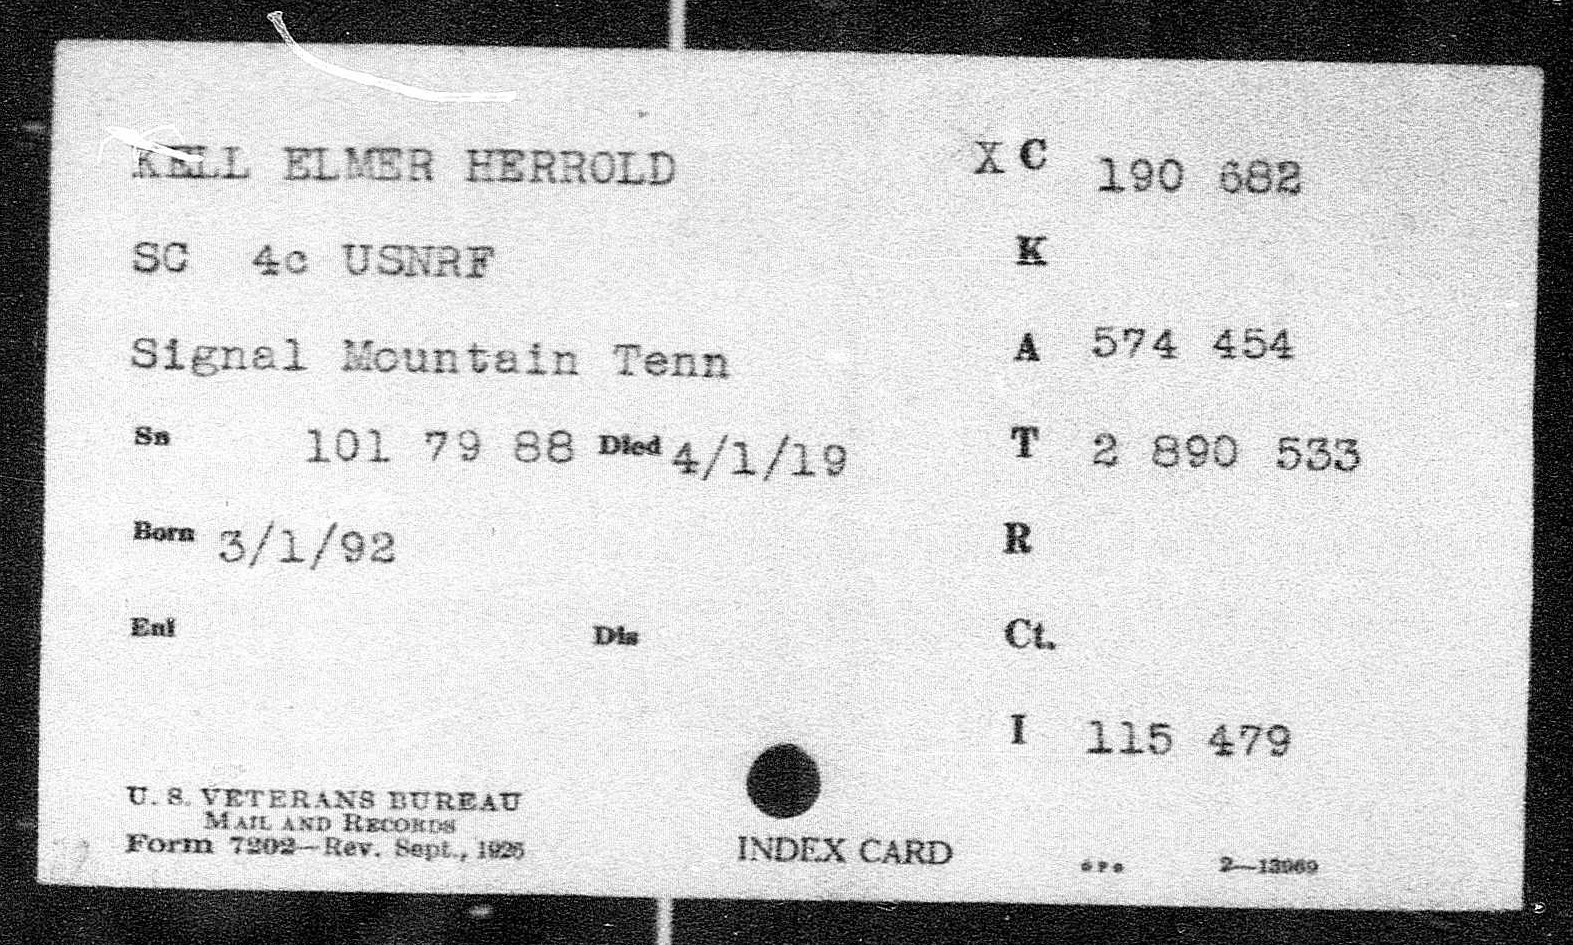 KELL ELMER HERROLD
XC 190 682
SC 4c USNRF
K
Signal Mountain Tenn
A 574 454
Sn 101 79 88 Died 4/1/19
T 2 890 533
Born 3/1/92
R
Enl Dis
Ct.
I 115 479
U. S. VETERANS BUREAU
MAIL AND RECORDS
Form 7202—Rev. Sept., 1925
INDEX CARD
GPO 2—13969